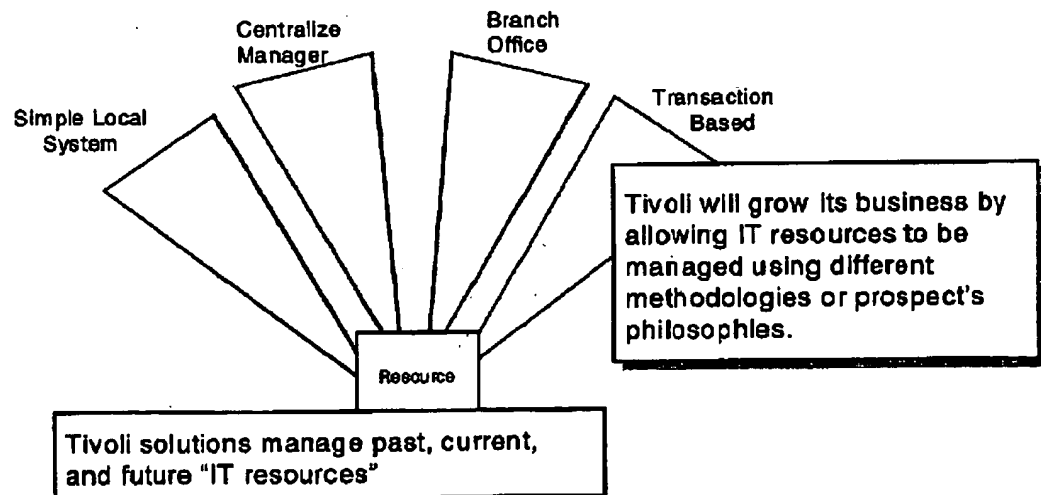 Centralize
Manager
Branch
Office
Simple Local
System
Transaction
Based
Tivoli will grow its business by
allowing IT resources to be
managed using different
methodologies or prospect's
philosophies.
Resource
Tivoli solutions manage past, current,
and future "IT resources"